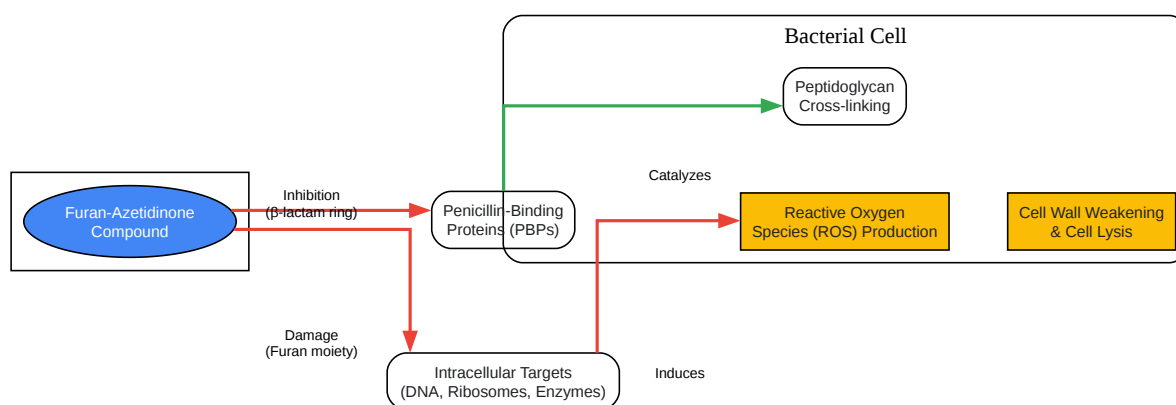 Bacterial Cell
Peptidoglycan
Cross-linking
Catalyzes
Furan-Azetidinone
Compound
Inhibition
(β-lactam ring)
Penicillin-Binding
Proteins (PBPs)
Reactive Oxygen
Species (ROS) Production
Cell Wall Weakening
& Cell Lysis
Damage
(Furan moiety)
Intracellular Targets
(DNA, Ribosomes, Enzymes)
Induces